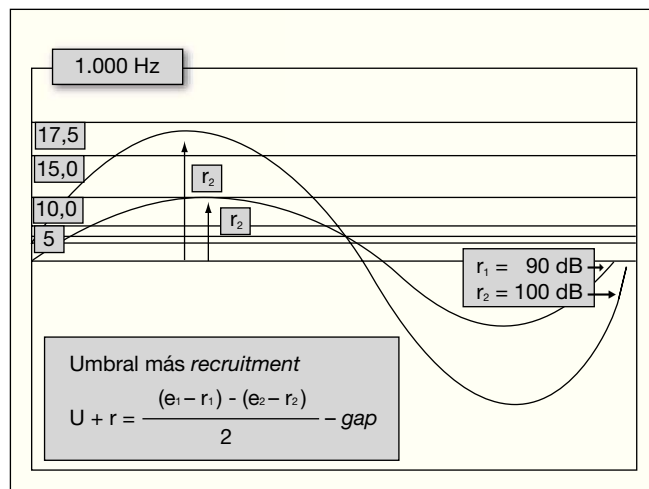 1.000 Hz
17,5
15,0
r₂
10,0
r₂
5
r₁ = 90 dB
r₂ = 100 dB
Umbral más recruitment
U + r = (e₁ – r₁) - (e₂ – r₂) / 2 – gap